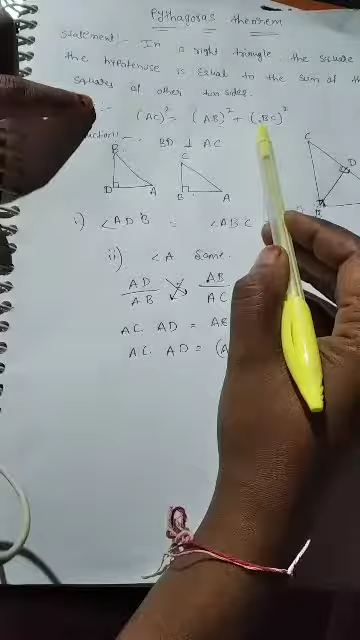 Pythagoras theorem
Statement:- In a right triangle the square
the hypotenuse is Equal to the sum of th
squares of other two sides.
(AC)² = (AB)² + (BC)²
uction:- BD ⊥ AC
B C C
D A B A D
B
i) ∠ADB = ∠ABC
ii) ∠A Same
AD AB
AB AC
AC. AD = AB
AC. AD = (A